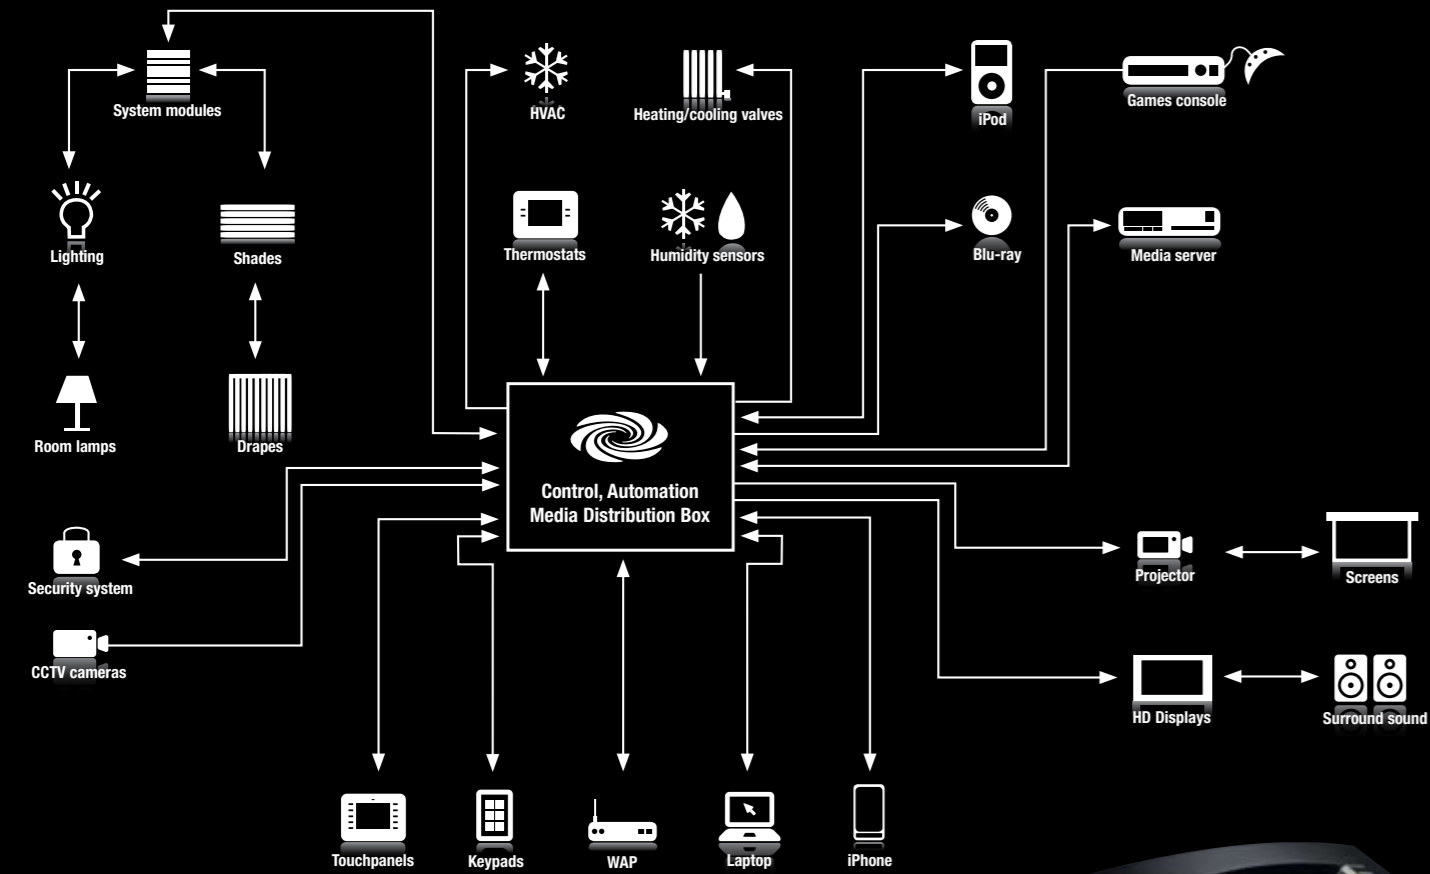 System modules
HVAC
Heating/cooling valves
iPod
Games console
Lighting
Shades
Thermostats
Humidity sensors
Blu-ray
Media server
Room lamps
Drapes
Control, Automation
Media Distribution Box
Security system
Projector
Screens
CCTV cameras
HD Displays
Surround sound
Touchpanels
Keypads
WAP
Laptop
iPhone